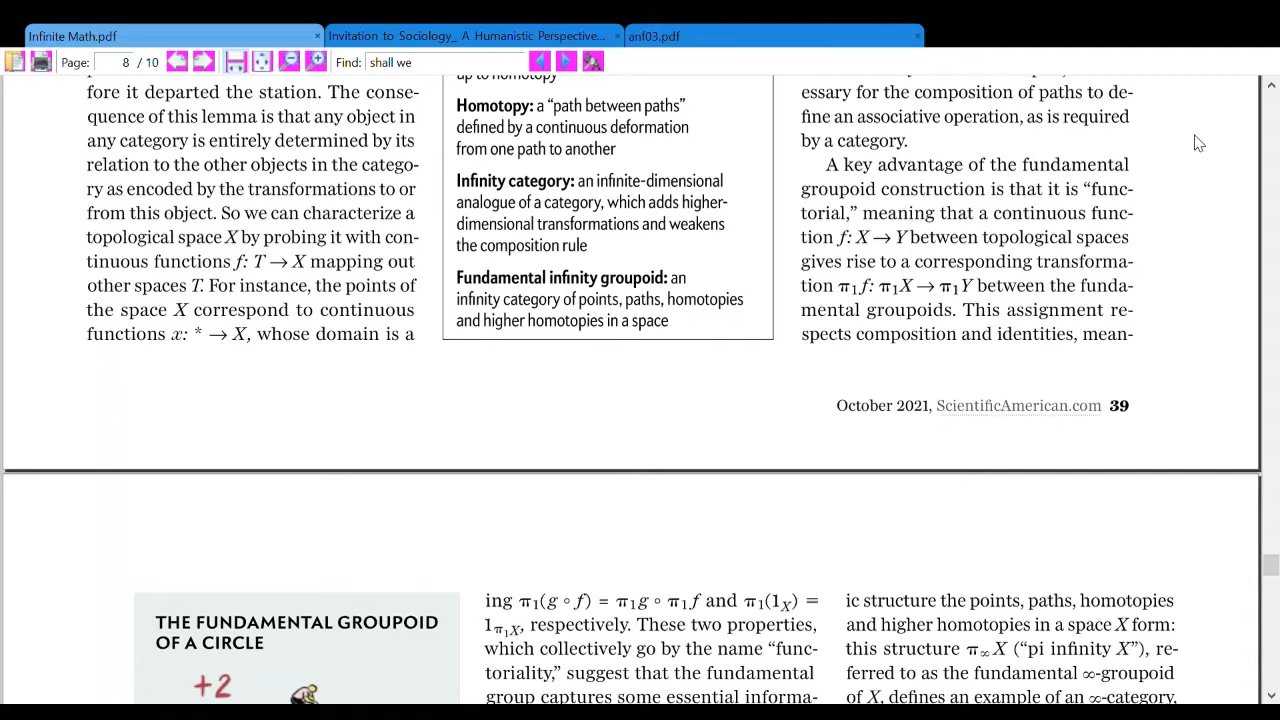 Infinite Math.pdf
Invitation to Sociology_ A Humanistic Perspective...
anf03.pdf
Page: 8 / 10
Find: shall we
fore it departed the station. The conse-
quence of this lemma is that any object in
any category is entirely determined by its
relation to the other objects in the catego-
ry as encoded by the transformations to or
from this object. So we can characterize a
topological space X by probing it with con-
tinuous functions f: T → X mapping out
other spaces T. For instance, the points of
the space X correspond to continuous
functions x: * → X, whose domain is a
up to homotopy
Homotopy: a “path between paths”
defined by a continuous deformation
from one path to another
Infinity category: an infinite-dimensional
analogue of a category, which adds higher-
dimensional transformations and weakens
the composition rule
Fundamental infinity groupoid: an
infinity category of points, paths, homotopies
and higher homotopies in a space
essary for the composition of paths to de-
fine an associative operation, as is required
by a category.
A key advantage of the fundamental
groupoid construction is that it is “func-
torial,” meaning that a continuous func-
tion f: X → Y between topological spaces
gives rise to a corresponding transforma-
tion π₁f: π₁X → π₁Y between the funda-
mental groupoids. This assignment re-
spects composition and identities, mean-
October 2021, ScientificAmerican.com 39
THE FUNDAMENTAL GROUPOID
OF A CIRCLE
+2
ing π₁(g ∘ f) = π₁g ∘ π₁f and π₁(1_X) =
1_π₁X, respectively. These two properties,
which collectively go by the name “func-
toriality,” suggest that the fundamental
group captures some essential informa-
ic structure the points, paths, homotopies
and higher homotopies in a space X form:
this structure π∞X (“pi infinity X”), re-
ferred to as the fundamental ∞-groupoid
of X, defines an example of an ∞-category,